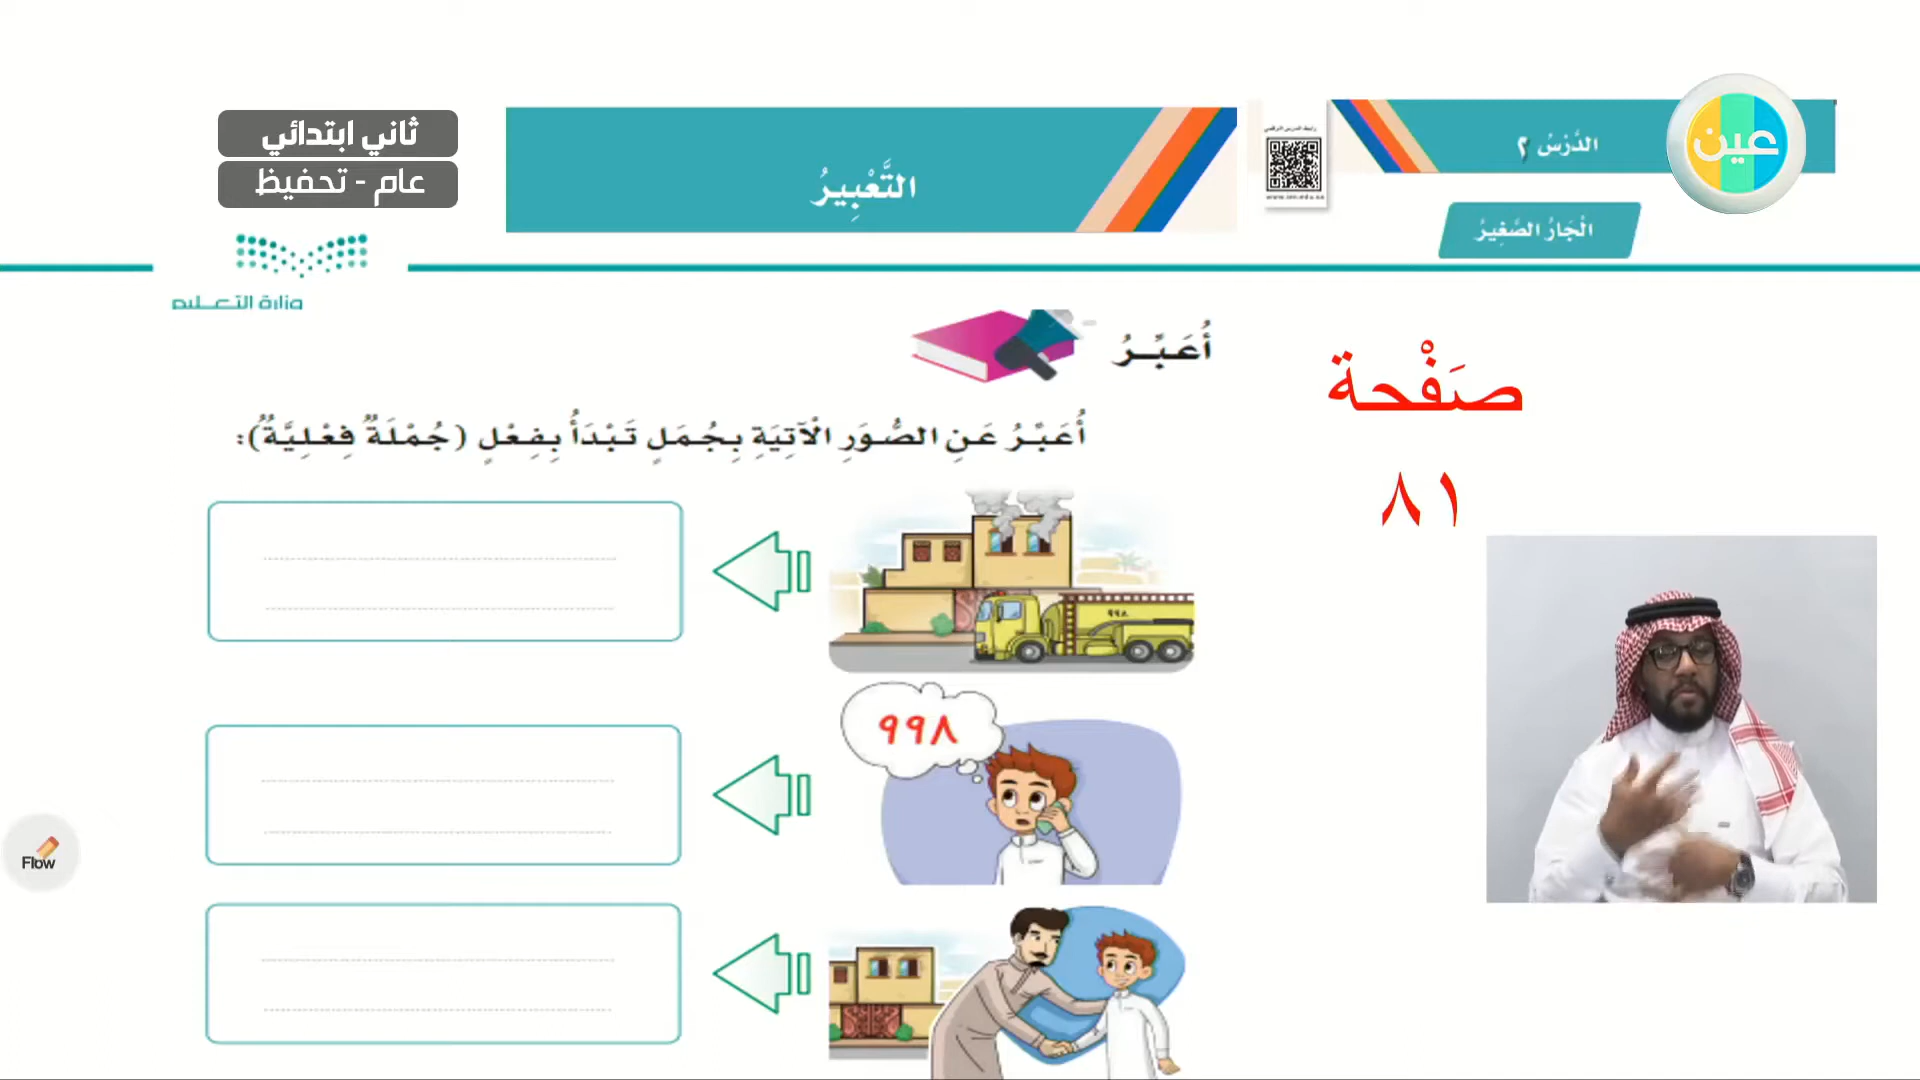 ثاني ابتدائي
عام - تحفيظ
التَّعْبِيرُ
الدَّرْسُ ٢
عين
الْجَارُ الصَّغِيرُ
وزارة التعليم
أُعَبِّرُ
صَفْحة
٨١
أُعَبِّرُ عَنِ الصُّوَرِ الْآتِيَةِ بِجُمَلٍ تَبْدَأُ بِفِعْلٍ (جُمْلَةٌ فِعْلِيَّةٌ):
٩٩٨
٩٩٨
Flow